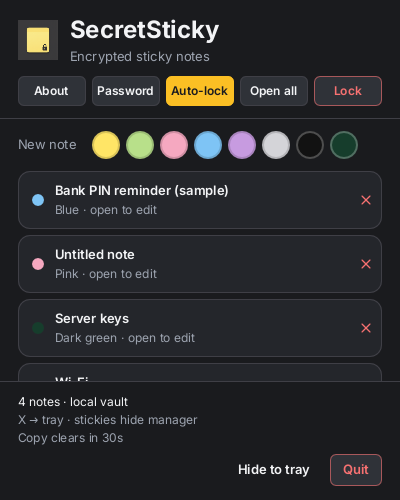 SecretSticky
Encrypted sticky notes
About Password Auto-lock Open all Lock
New note
Bank PIN reminder (sample)
Blue · open to edit
Untitled note
Pink · open to edit
Server keys
Dark green · open to edit
Wi-Fi
4 notes · local vault
X → tray · stickies hide manager
Copy clears in 30s
Hide to tray Quit